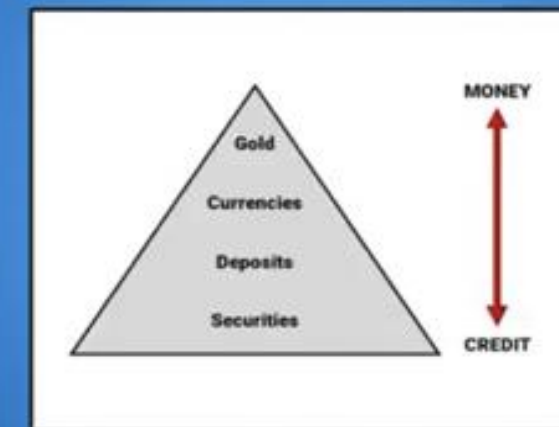 MONEY
Gold
Currencies
Deposits
Securities
CREDIT